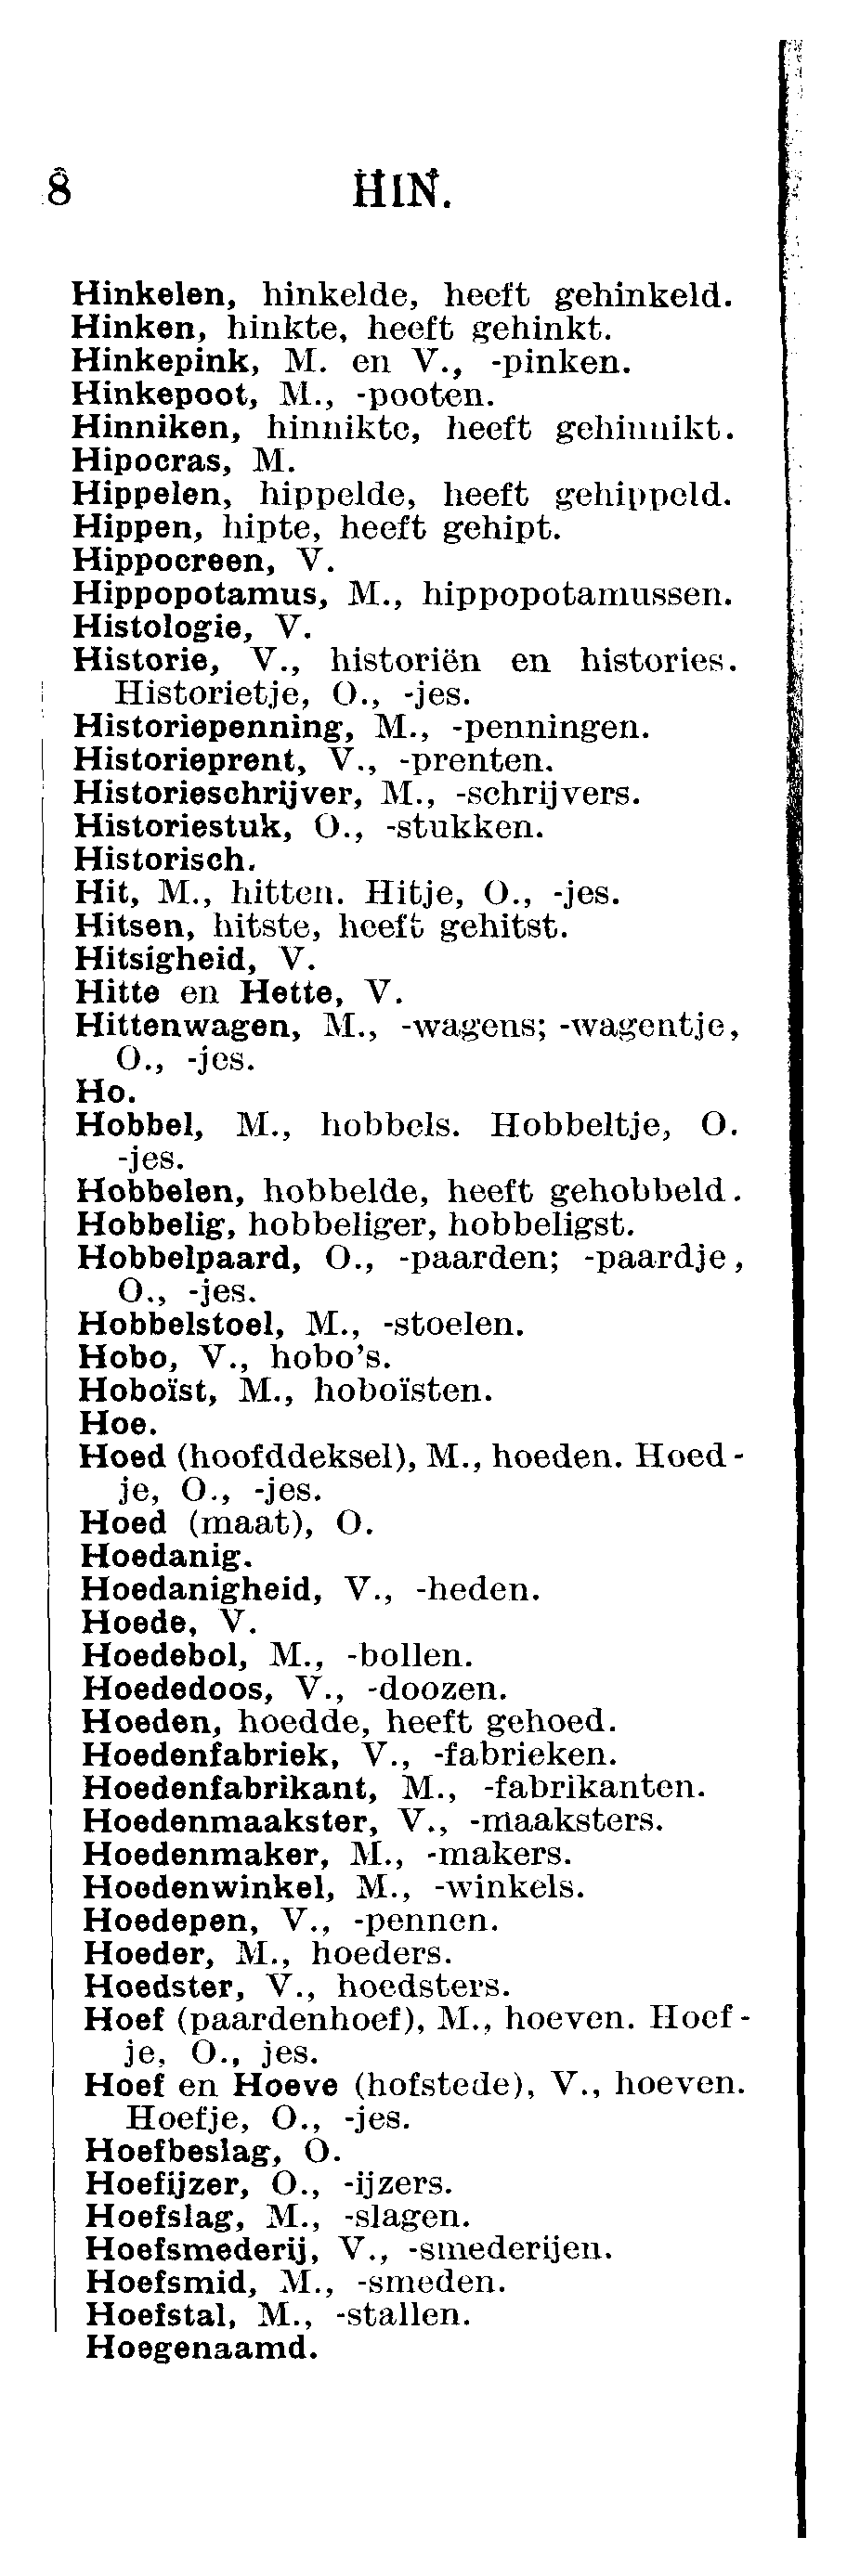 8 HIN.
Hinkelen, hinkelde, heeft gehinkeld.
Hinken, hinkte, heeft gehinkt.
Hinkepink, M. en V., -pinken.
Hinkepoot, M., -pooten.
Hinniken, hinnikte, heeft gehinnikt.
Hipocras, M.
Hippelen, hippelde, heeft gehippeld.
Hippen, hipte, heeft gehipt.
Hippocreen, V.
Hippopotamus, M., hippopotamussen.
Histologie, V.
Historie, V., historiën en histories.
Historietje, O., -jes.
Historiepenning, M., -penningen.
Historieprent, V., -prenten.
Historieschrijver, M., -schrijvers.
Historiestuk, O., -stukken.
Historisch.
Hit, M., hitten. Hitje, O., -jes.
Hitsen, hitste, heeft gehitst.
Hitsigheid, V.
Hitte en Hette, V.
Hittenwagen, M., -wagens; -wagentje,
O., -jes.
Ho.
Hobbel, M., hobbels. Hobbeltje, O.
-jes.
Hobbelen, hobbelde, heeft gehobbeld.
Hobbelig, hobbeliger, hobbeligst.
Hobbelpaard, O., -paarden; -paardje,
O., -jes.
Hobbelstoel, M., -stoelen.
Hobo, V., hobo's.
Hoboïst, M., hoboïsten.
Hoe.
Hoed (hoofddeksel), M., hoeden. Hoed-
je, O., -jes.
Hoed (maat), O.
Hoedanig.
Hoedanigheid, V., -heden.
Hoede, V.
Hoedebol, M., -bollen.
Hoededoos, V., -doozen.
Hoeden, hoedde, heeft gehoed.
Hoedenfabriek, V., -fabrieken.
Hoedenfabrikant, M., -fabrikanten.
Hoedenmaakster, V., -maaksters.
Hoedenmaker, M., -makers.
Hoedenwinkel, M., -winkels.
Hoedepen, V., -pennen.
Hoeder, M., hoeders.
Hoedster, V., hoedsters.
Hoef (paardenhoef), M., hoeven. Hoef-
je, O., jes.
Hoef en Hoeve (hofstede), V., hoeven.
Hoefje, O., -jes.
Hoefbeslag, O.
Hoefijzer, O., -ijzers.
Hoefslag, M., -slagen.
Hoefsmederij, V., -smederijen.
Hoefsmid, M., -smeden.
Hoefstal, M., -stallen.
Hoegenaamd.